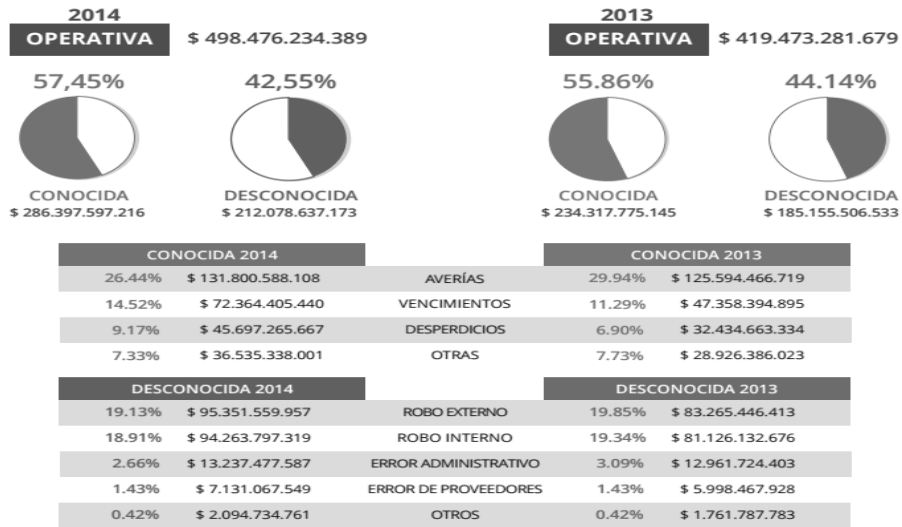 2014 2013
OPERATIVA $ 498.476.234.389 OPERATIVA $ 419.473.281.679
57,45% 42,55% 55.86% 44.14%
CONOCIDA DESCONOCIDA CONOCIDA DESCONOCIDA
$ 286.397.597.216 $ 212.078.637.173 $ 234.317.775.145 $ 185.155.506.533
CONOCIDA 2014 CONOCIDA 2013
26.44% $ 131.800.588.108 AVERÍAS 29.94% $ 125.594.466.719
14.52% $ 72.364.405.440 VENCIMIENTOS 11.29% $ 47.358.394.895
9.17% $ 45.697.265.667 DESPERDICIOS 6.90% $ 32.434.663.334
7.33% $ 36.535.338.001 OTRAS 7.73% $ 28.926.386.023
DESCONOCIDA 2014 DESCONOCIDA 2013
19.13% $ 95.351.559.957 ROBO EXTERNO 19.85% $ 83.265.446.413
18.91% $ 94.263.797.319 ROBO INTERNO 19.34% $ 81.126.132.676
2.66% $ 13.237.477.587 ERROR ADMINISTRATIVO 3.09% $ 12.961.724.403
1.43% $ 7.131.067.549 ERROR DE PROVEEDORES 1.43% $ 5.998.467.928
0.42% $ 2.094.734.761 OTROS 0.42% $ 1.761.787.783